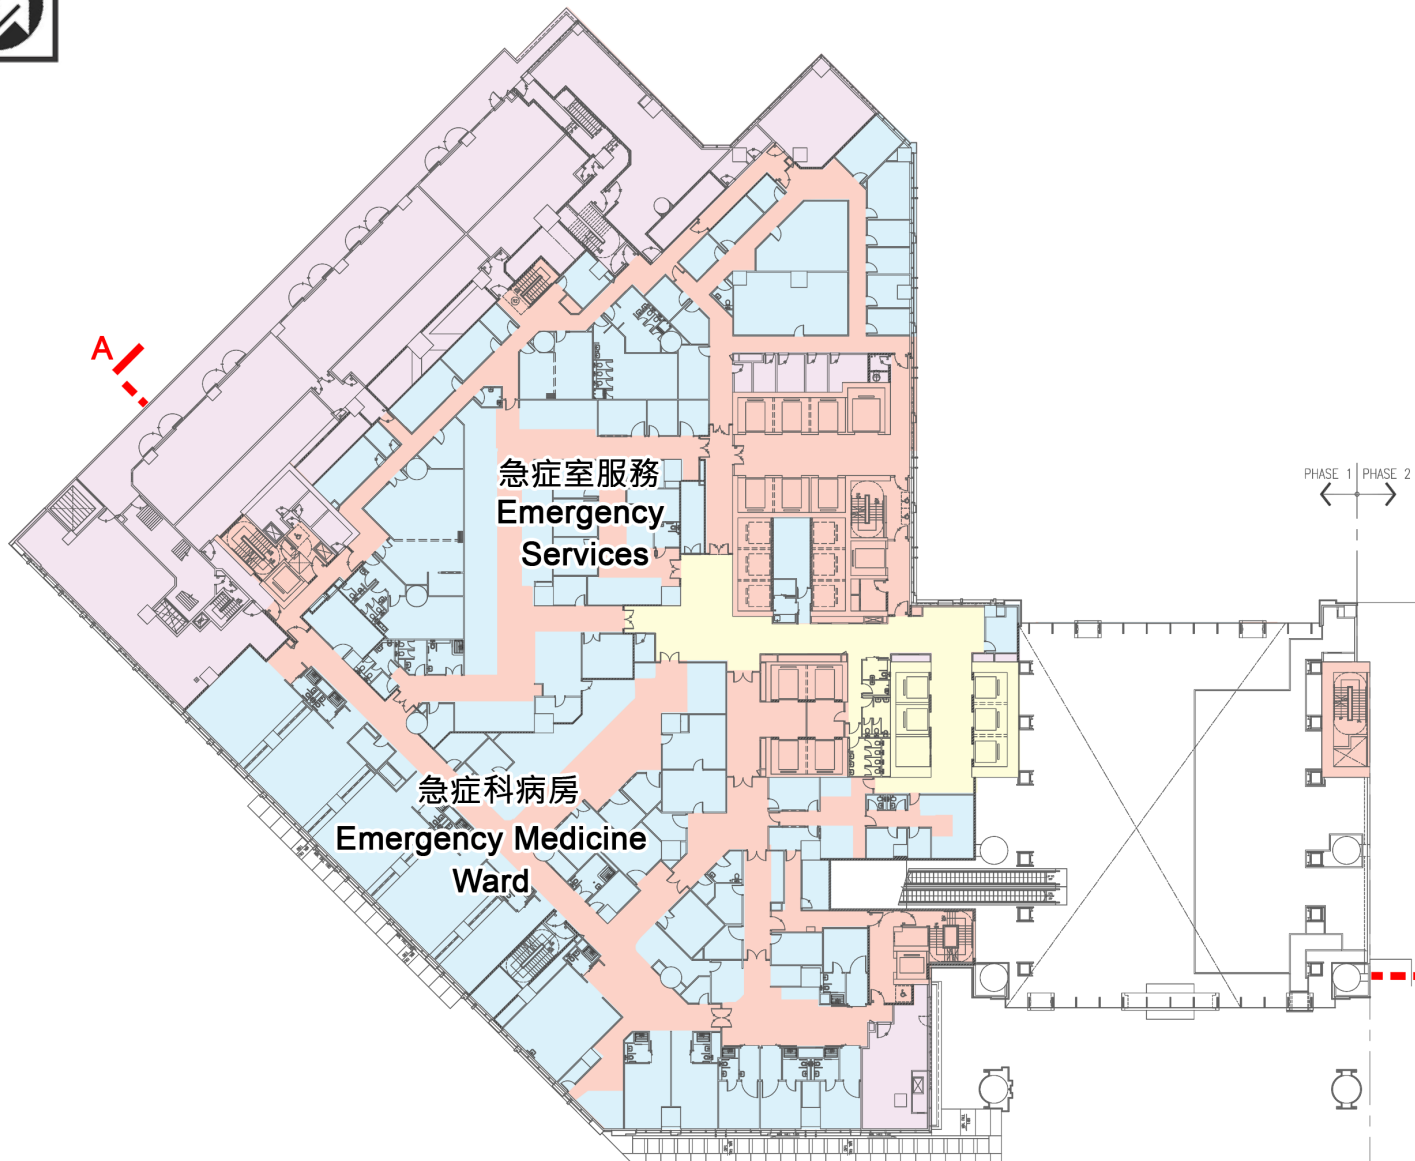 A
急症室服務
Emergency
Services
PHASE 1
PHASE 2
急症科病房
Emergency Medicine
Ward